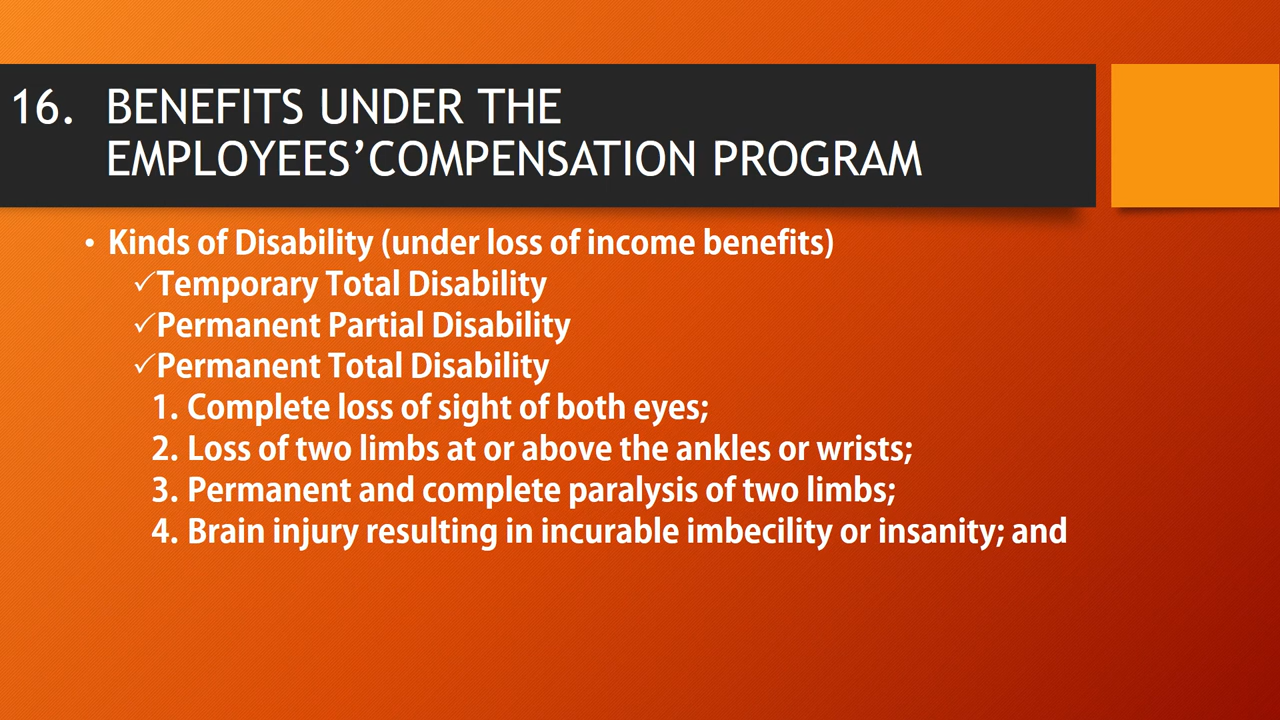 16. BENEFITS UNDER THE
EMPLOYEES’COMPENSATION PROGRAM
• Kinds of Disability (under loss of income benefits)
✓Temporary Total Disability
✓Permanent Partial Disability
✓Permanent Total Disability
1. Complete loss of sight of both eyes;
2. Loss of two limbs at or above the ankles or wrists;
3. Permanent and complete paralysis of two limbs;
4. Brain injury resulting in incurable imbecility or insanity; and